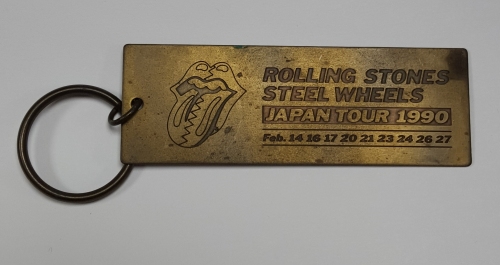 ROLLING STONES
STEEL WHEELS
JAPAN TOUR 1990
Feb. 14 16 17 20 21 23 24 26 27